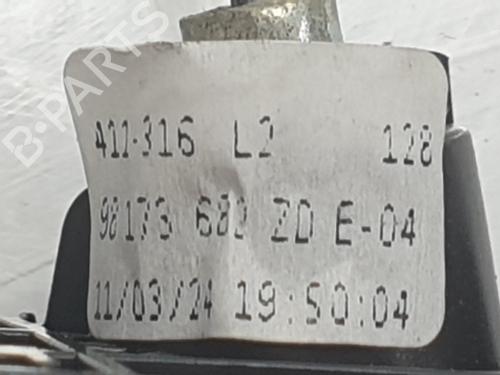 B-PARTS
411-316 L2 128
98173 682 ZD E-04
11/03/24 19:50:04